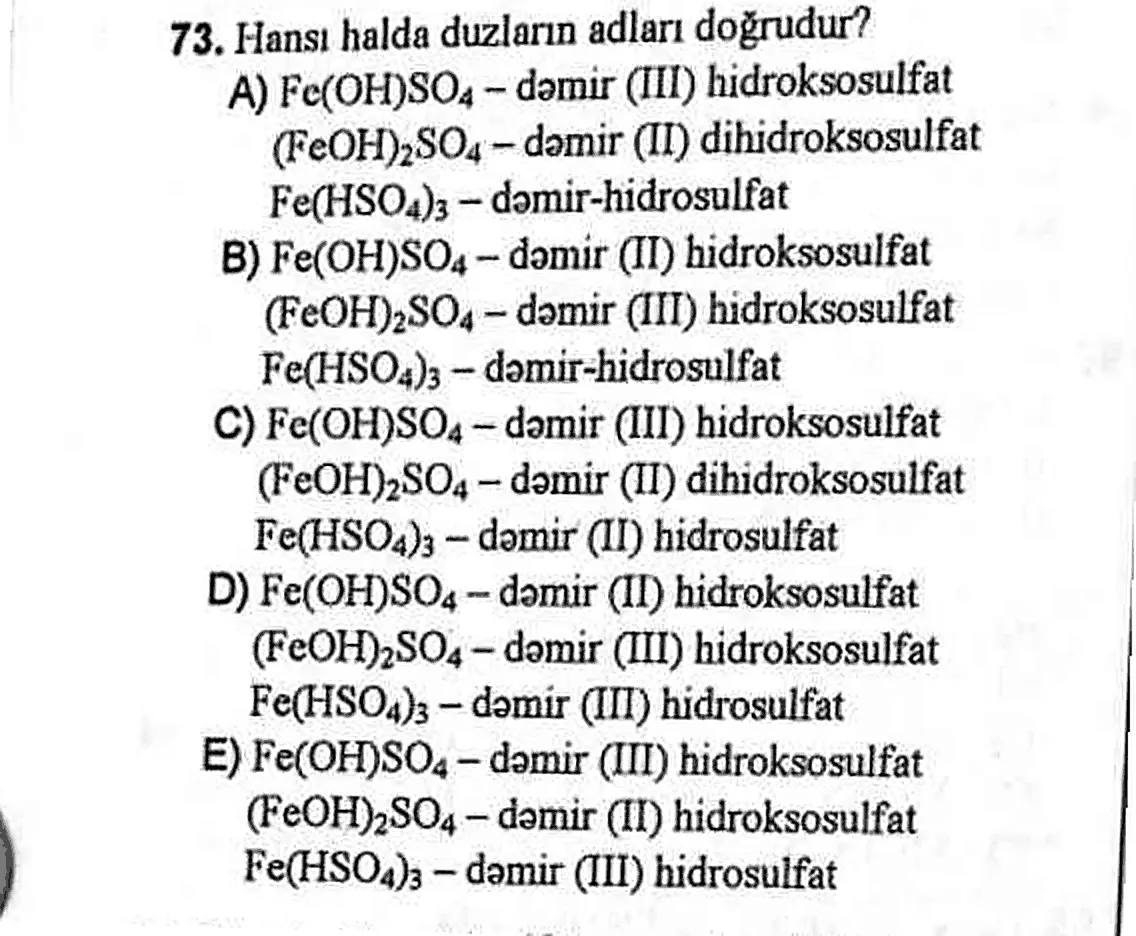 73. Hansı halda duzların adları doğrudur?
A) Fe(OH)SO₄ – dəmir (III) hidroksosulfat
(FeOH)₂SO₄ – dəmir (II) dihidroksosulfat
Fe(HSO₄)₃ – dəmir-hidrosulfat
B) Fe(OH)SO₄ – dəmir (II) hidroksosulfat
(FeOH)₂SO₄ – dəmir (III) hidroksosulfat
Fe(HSO₄)₃ – dəmir-hidrosulfat
C) Fe(OH)SO₄ – dəmir (III) hidroksosulfat
(FeOH)₂SO₄ – dəmir (II) dihidroksosulfat
Fe(HSO₄)₃ – dəmir (II) hidrosulfat
D) Fe(OH)SO₄ – dəmir (II) hidroksosulfat
(FeOH)₂SO₄ – dəmir (III) hidroksosulfat
Fe(HSO₄)₃ – dəmir (III) hidrosulfat
E) Fe(OH)SO₄ – dəmir (III) hidroksosulfat
(FeOH)₂SO₄ – dəmir (II) hidroksosulfat
Fe(HSO₄)₃ – dəmir (III) hidrosulfat